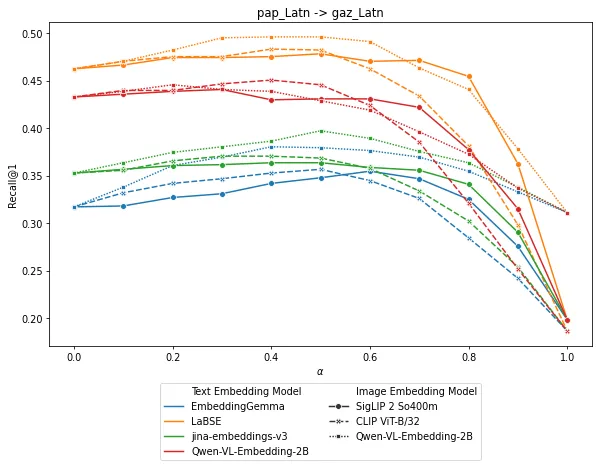 pap_Latn -> gaz_Latn
Recall@1
0.50
0.45
0.40
0.35
0.30
0.25
0.20
0.0 0.2 0.4 0.6 0.8 1.0
α
Text Embedding Model Image Embedding Model
EmbeddingGemma SigLIP 2 So400m
LaBSE CLIP ViT-B/32
jina-embeddings-v3 Qwen-VL-Embedding-2B
Qwen-VL-Embedding-2B